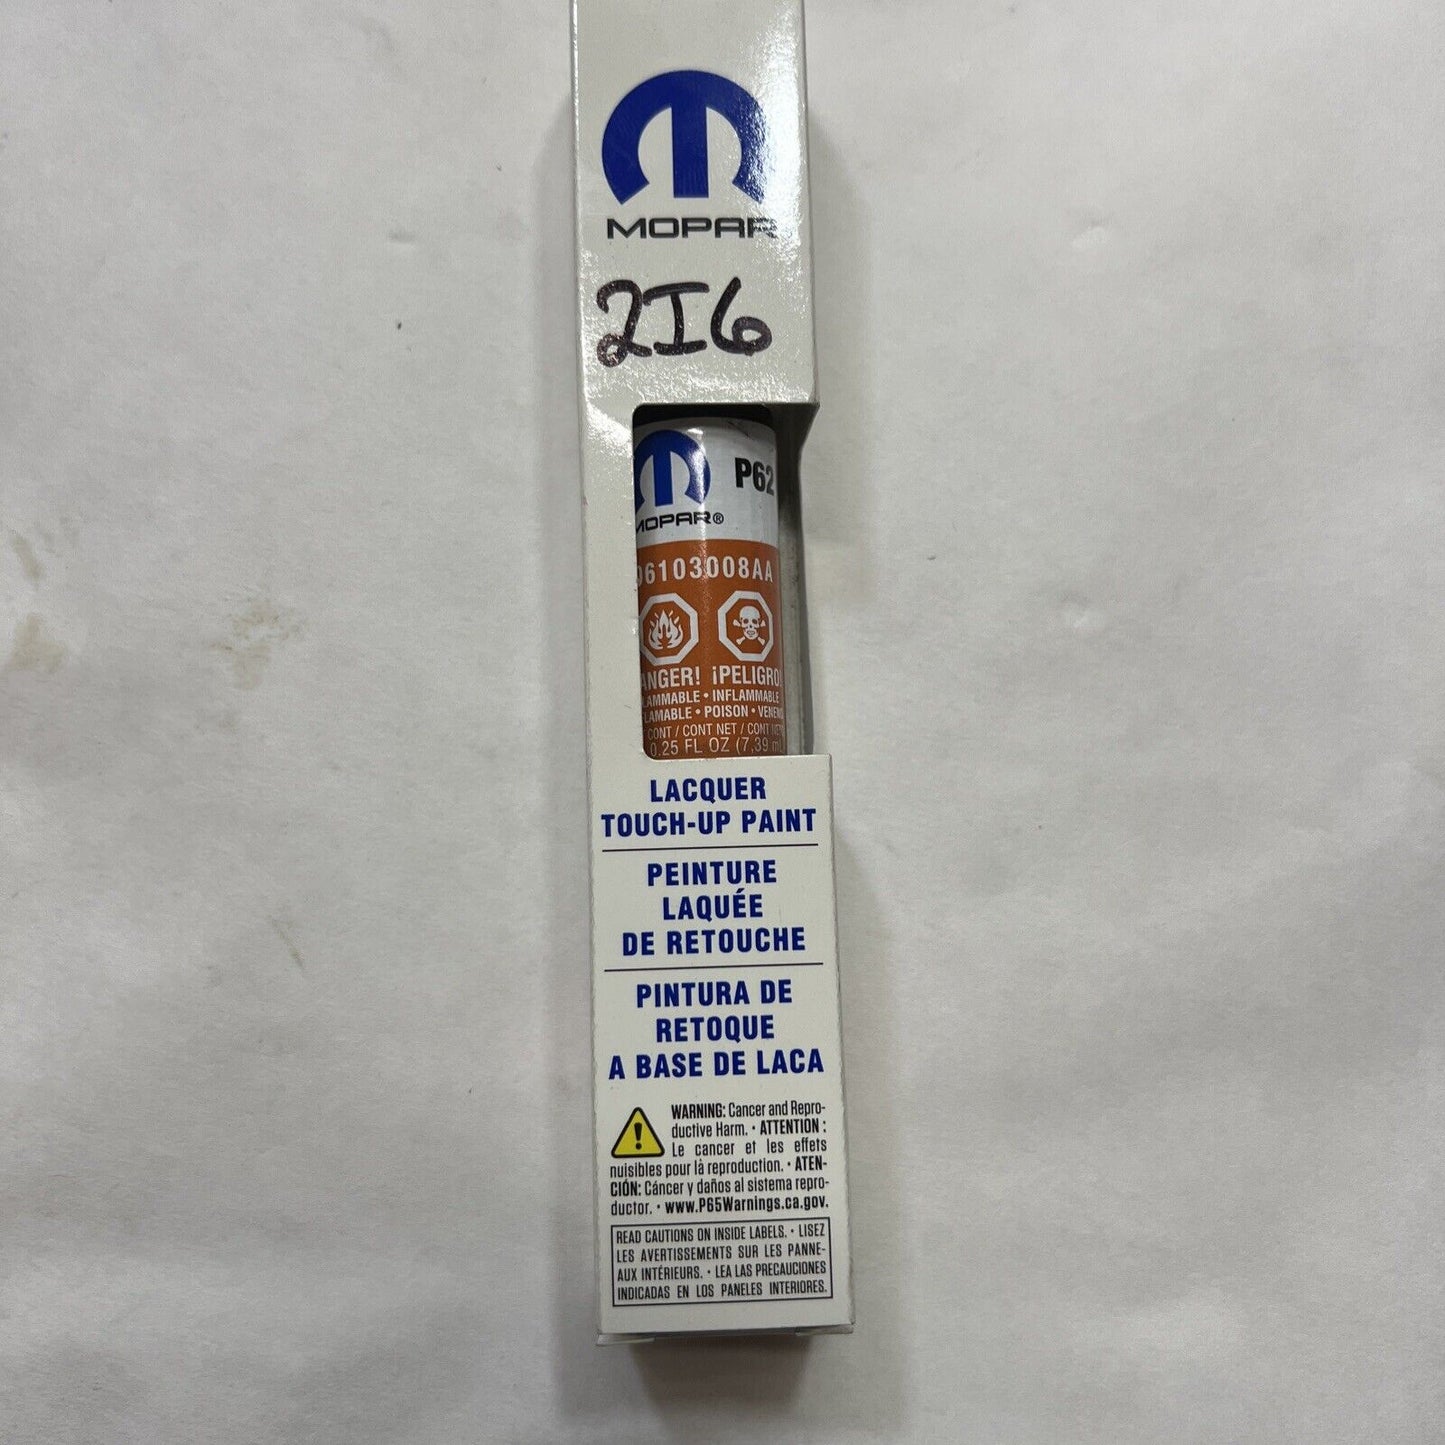 MOPAR
2I6
P62
MOPAR®
06103008AA
ANGER! ¡PELIGRO!
LAMMABLE • INFLAMMABLE
LAMABLE • POISON • VENENO
CONT / CONT NET / CONT NETO
0.25 FL OZ (7,39 mL
LACQUER
TOUCH-UP PAINT
PEINTURE
LAQUÉE
DE RETOUCHE
PINTURA DE
RETOQUE
A BASE DE LACA
WARNING: Cancer and Repro-
ductive Harm. • ATTENTION :
Le cancer et les effets
nuisibles pour là reproduction. • ATEN-
CIÓN: Cáncer y daños al sistema repro-
ductor. • www.P65Warnings.ca.gov.
READ CAUTIONS ON INSIDE LABELS. • LISEZ
LES AVERTISSEMENTS SUR LES PANNE-
AUX INTÉRIEURS. • LEA LAS PRECAUCIONES
INDICADAS EN LOS PANELES INTERIORES.